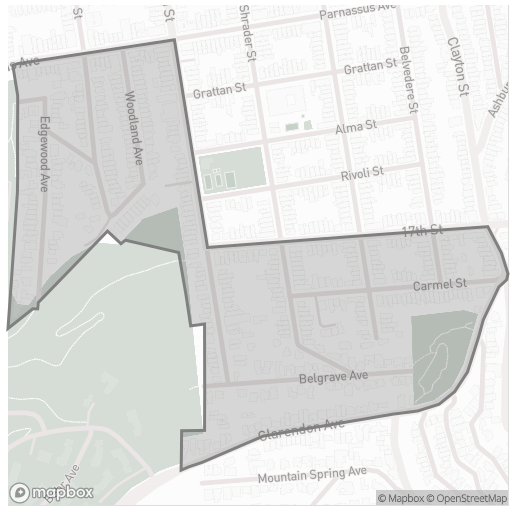 Parnassus Ave
Shrader St
St
St
Ave
Clayton St
Belvedere St
Grattan St
Grattan St
Woodland Ave
Edgewood Ave
Alma St
Rivoli St
17th St
Carmel St
Belgrave Ave
Clarendon Ave
Mountain Spring Ave
Ave
mapbox
© Mapbox © OpenStreetMap